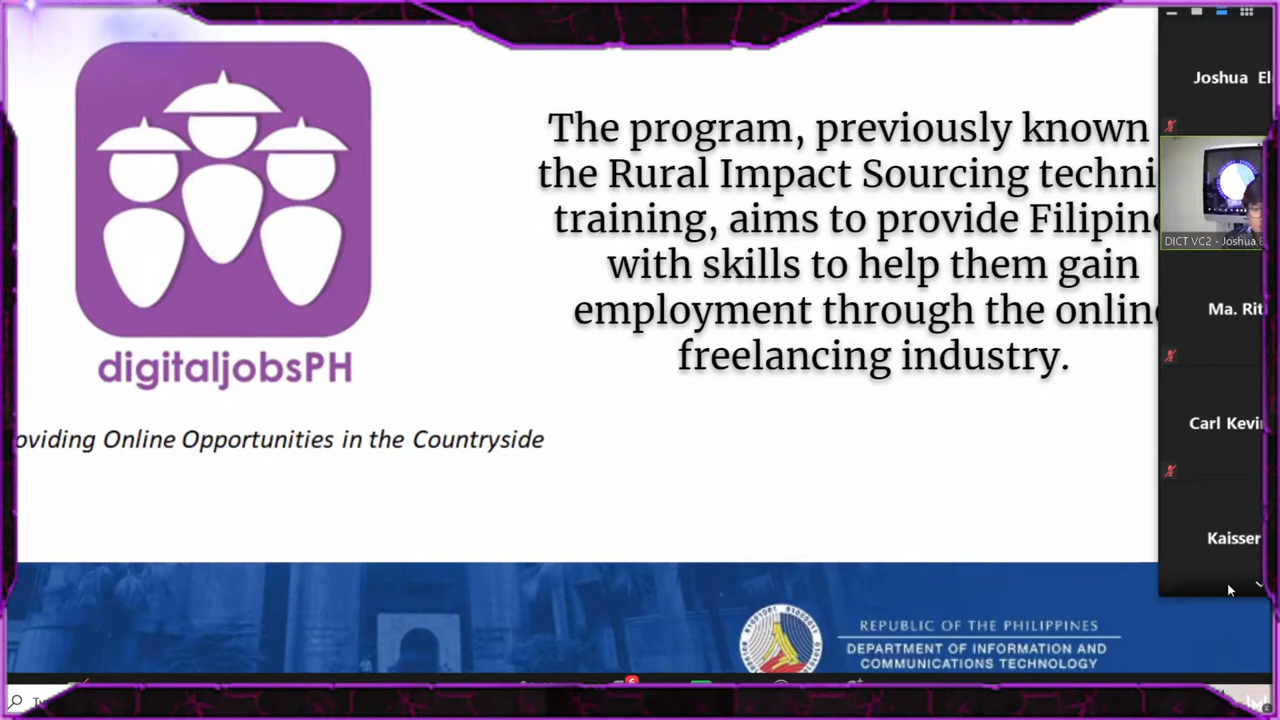 The program, previously known
the Rural Impact Sourcing techni
training, aims to provide Filipin
with skills to help them gain
employment through the online
freelancing industry.
digitaljobsPH
oviding Online Opportunities in the Countryside
REPUBLIC OF THE PHILIPPINES
DEPARTMENT OF INFORMATION AND
COMMUNICATIONS TECHNOLOGY
Joshua El
DICT VC2 - Joshua
Ma. Rit
Carl Kevi
Kaisser